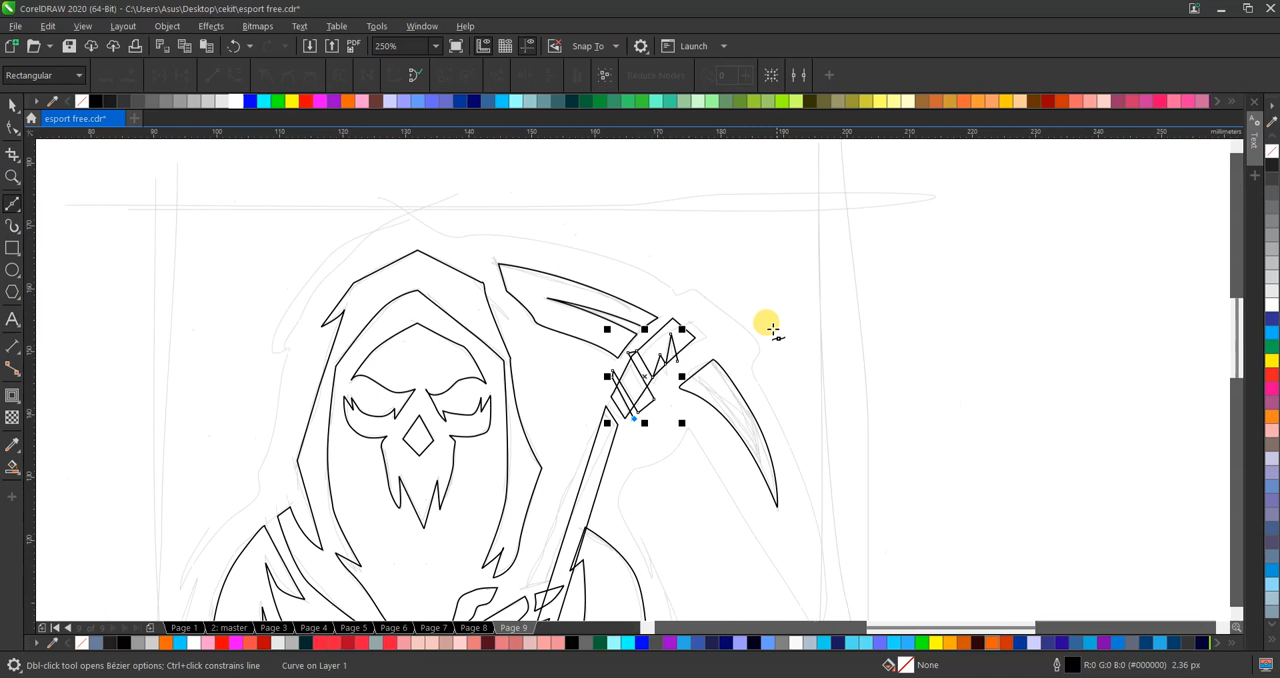 CorelDRAW 2020 (64-Bit) - C:\Users\Asus\Desktop\cekit\esport free.cdr*
File Edit View Layout Object Effects Bitmaps Text Table Tools Window Help
PDF 250% Snap To Launch
Rectangular Reduce Nodes 0
esport free.cdr*
80 90 100 110 120 130 140 150 160 170 180 190 200 210 220 230 240 250 millimeters
Text
Page 1 2: master Page 3 Page 4 Page 5 Page 6 Page 7 Page 8 Page 9
Dbl-click tool opens Bézier options; Ctrl+click constrains line Curve on Layer 1 None R:0 G:0 B:0 (#000000) 2.36 px